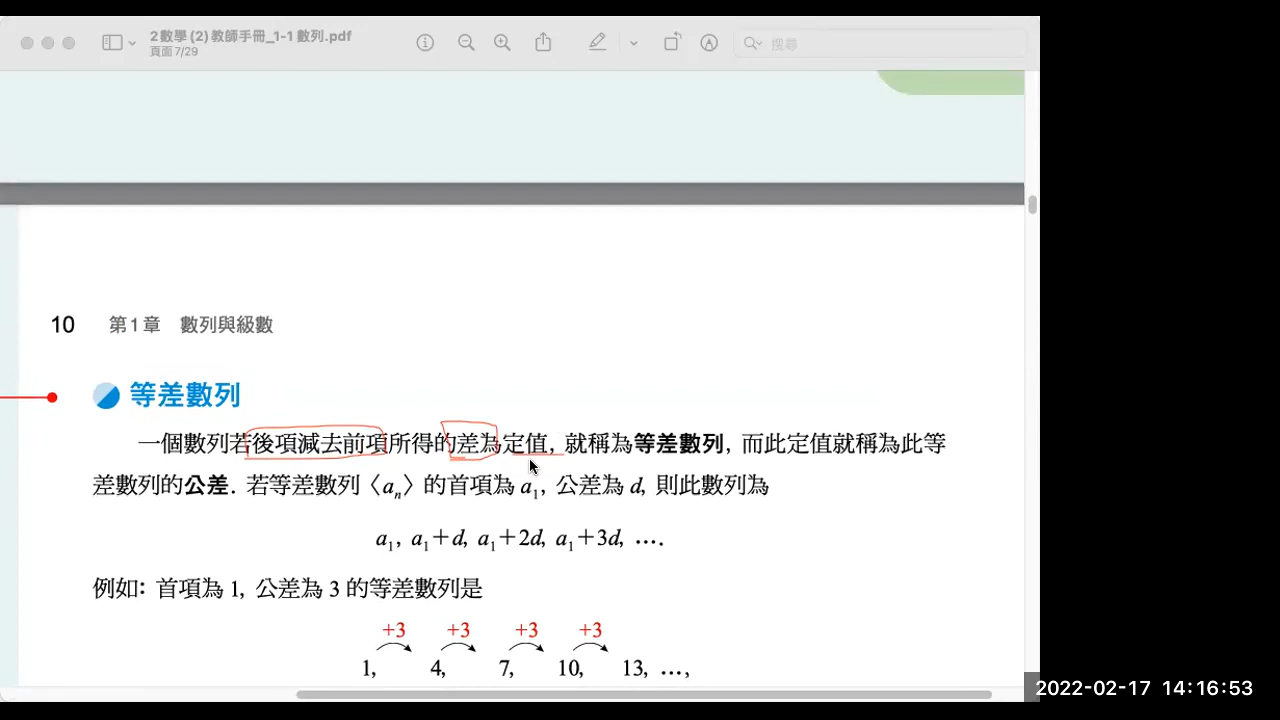 2數學 (2) 教師手冊_1-1 數列.pdf
頁面 7/29
搜尋
10 第 1 章 數列與級數
等差數列
一個數列若後項減去前項所得的差為定值, 就稱為等差數列, 而此定值就稱為此等
差數列的公差. 若等差數列〈aₙ〉的首項為 a₁, 公差為 d, 則此數列為
a₁, a₁+d, a₁+2d, a₁+3d, ….
例如: 首項為 1, 公差為 3 的等差數列是
+3 +3 +3 +3
1, 4, 7, 10, 13, …,
2022-02-17 14:16:53